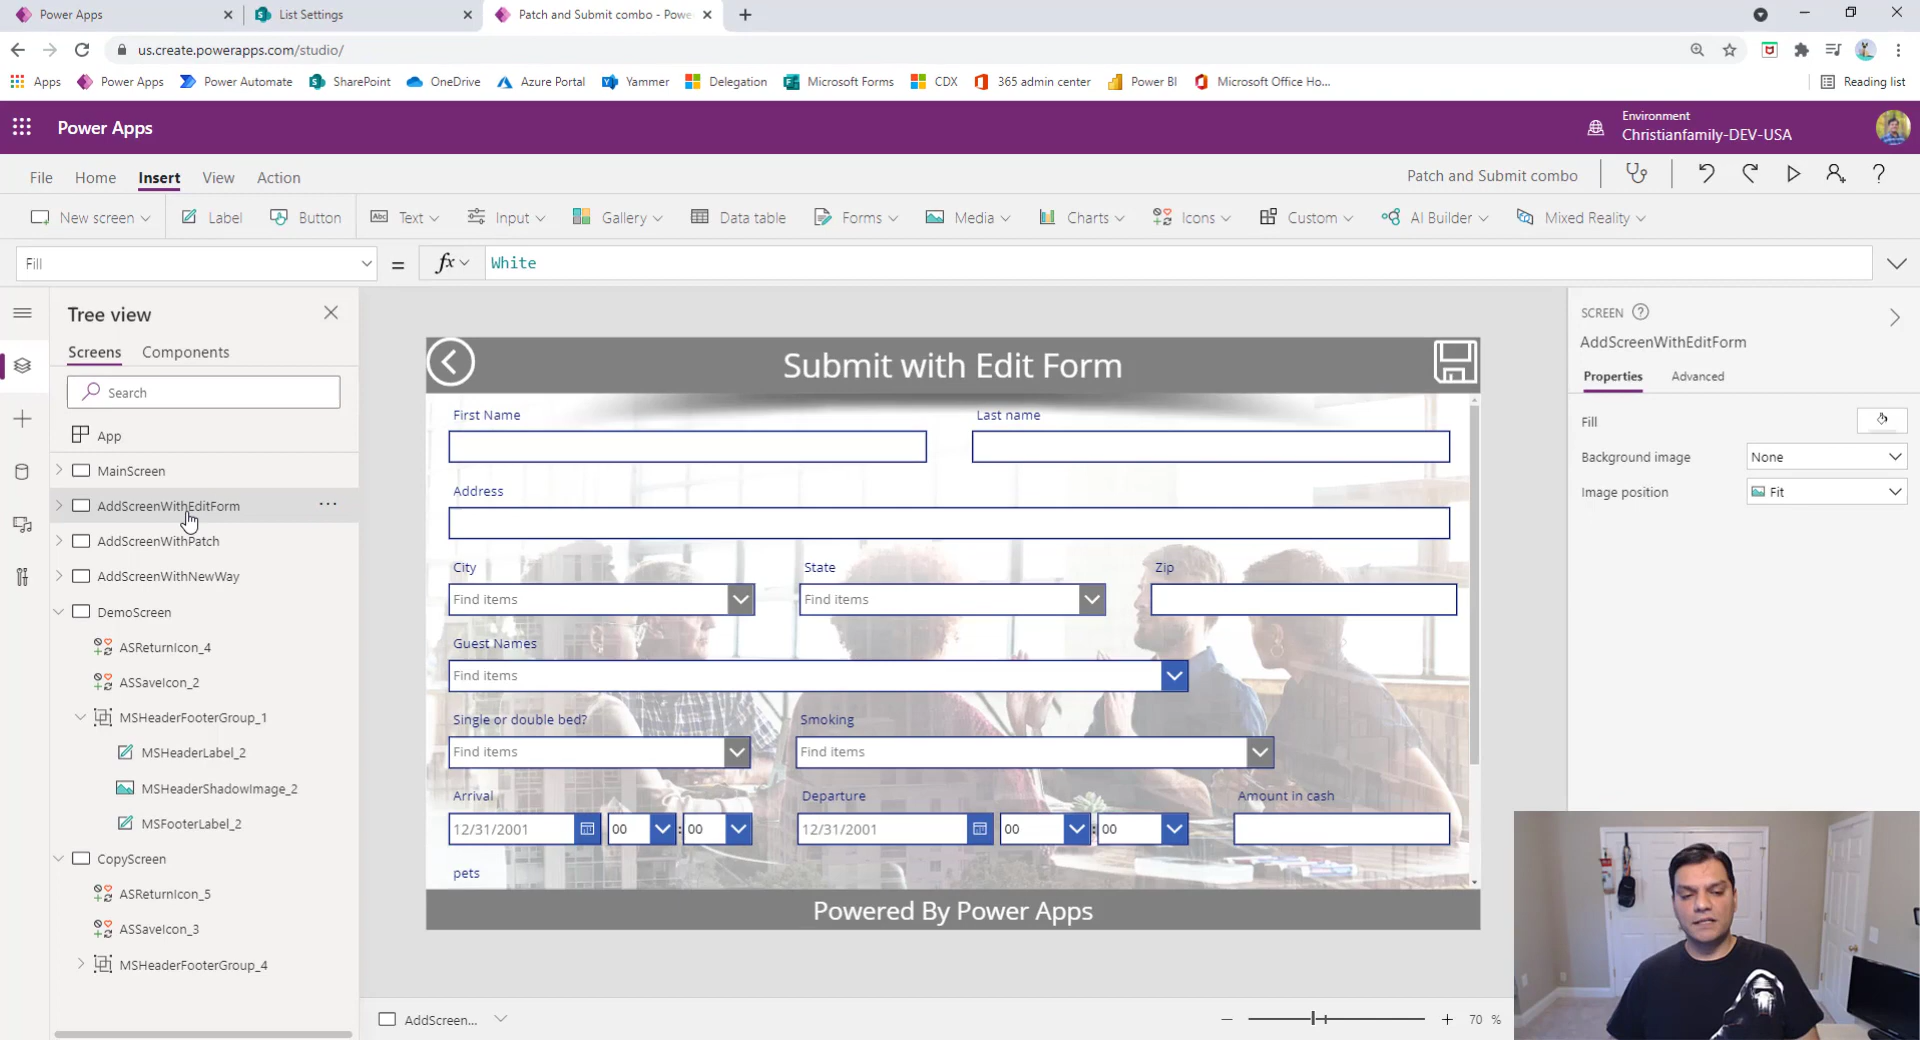 Power Apps
List Settings
Patch and Submit combo - Powe
us.create.powerapps.com/studio/
Apps Power Apps Power Automate SharePoint OneDrive Azure Portal Yammer Delegation Microsoft Forms CDX 365 admin center Power BI Microsoft Office Ho... Reading list
Power Apps
Environment
Christianfamily-DEV-USA
File Home Insert View Action
Patch and Submit combo
New screen Label Button Text Input Gallery Data table Forms Media Charts Icons Custom AI Builder Mixed Reality
Fill = fx White
Tree view
Screens Components
Search
App
MainScreen
AddScreenWithEditForm ...
AddScreenWithPatch
AddScreenWithNewWay
DemoScreen
ASReturnIcon_4
ASSaveIcon_2
MSHeaderFooterGroup_1
MSHeaderLabel_2
MSHeaderShadowImage_2
MSFooterLabel_2
CopyScreen
ASReturnIcon_5
ASSaveIcon_3
MSHeaderFooterGroup_4
Submit with Edit Form
First Name Last name
Address
City State Zip
Find items Find items
Guest Names
Find items
Single or double bed? Smoking
Find items Find items
Arrival Departure Amount in cash
12/31/2001 00 : 00 12/31/2001 00 : 00
pets
Powered By Power Apps
AddScreen...
70 %
SCREEN
AddScreenWithEditForm
Properties Advanced
Fill
Background image None
Image position Fit